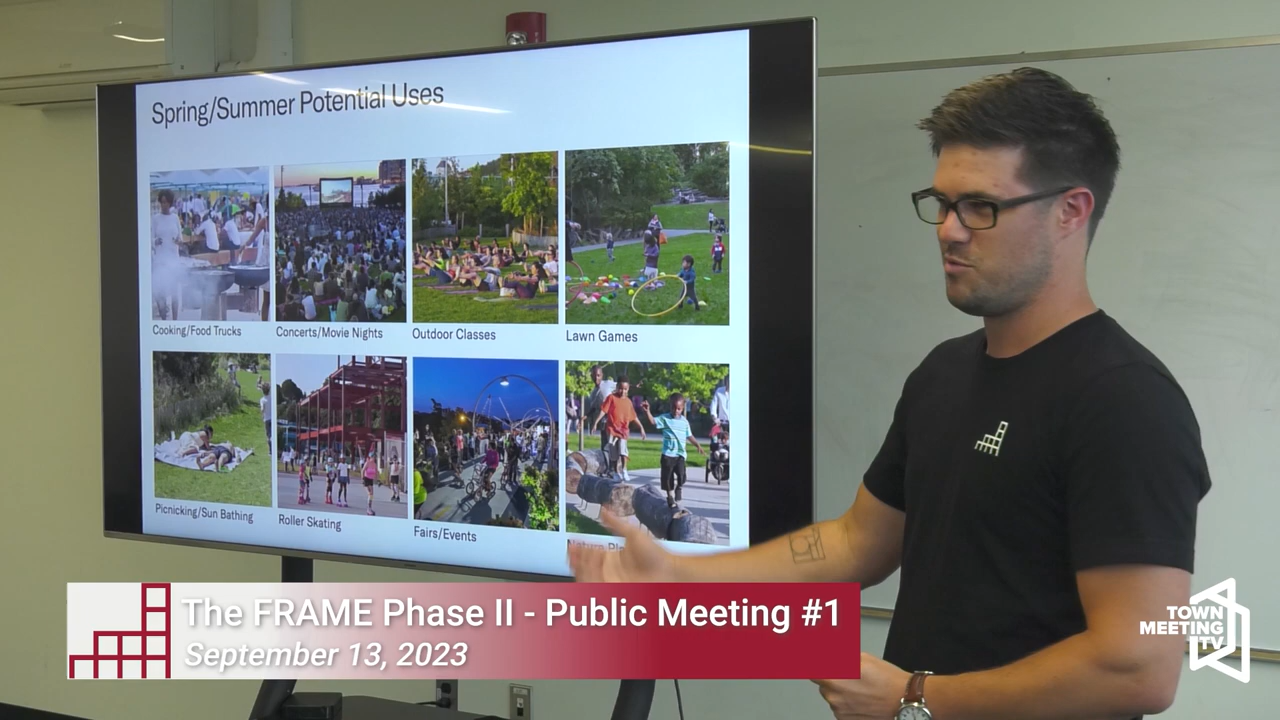 Spring/Summer Potential Uses
Cooking/Food Trucks
Concerts/Movie Nights
Outdoor Classes
Lawn Games
Picnicking/Sun Bathing
Roller Skating
Fairs/Events
Nature
The FRAME Phase II - Public Meeting #1
September 13, 2023
TOWN
MEETING
TV